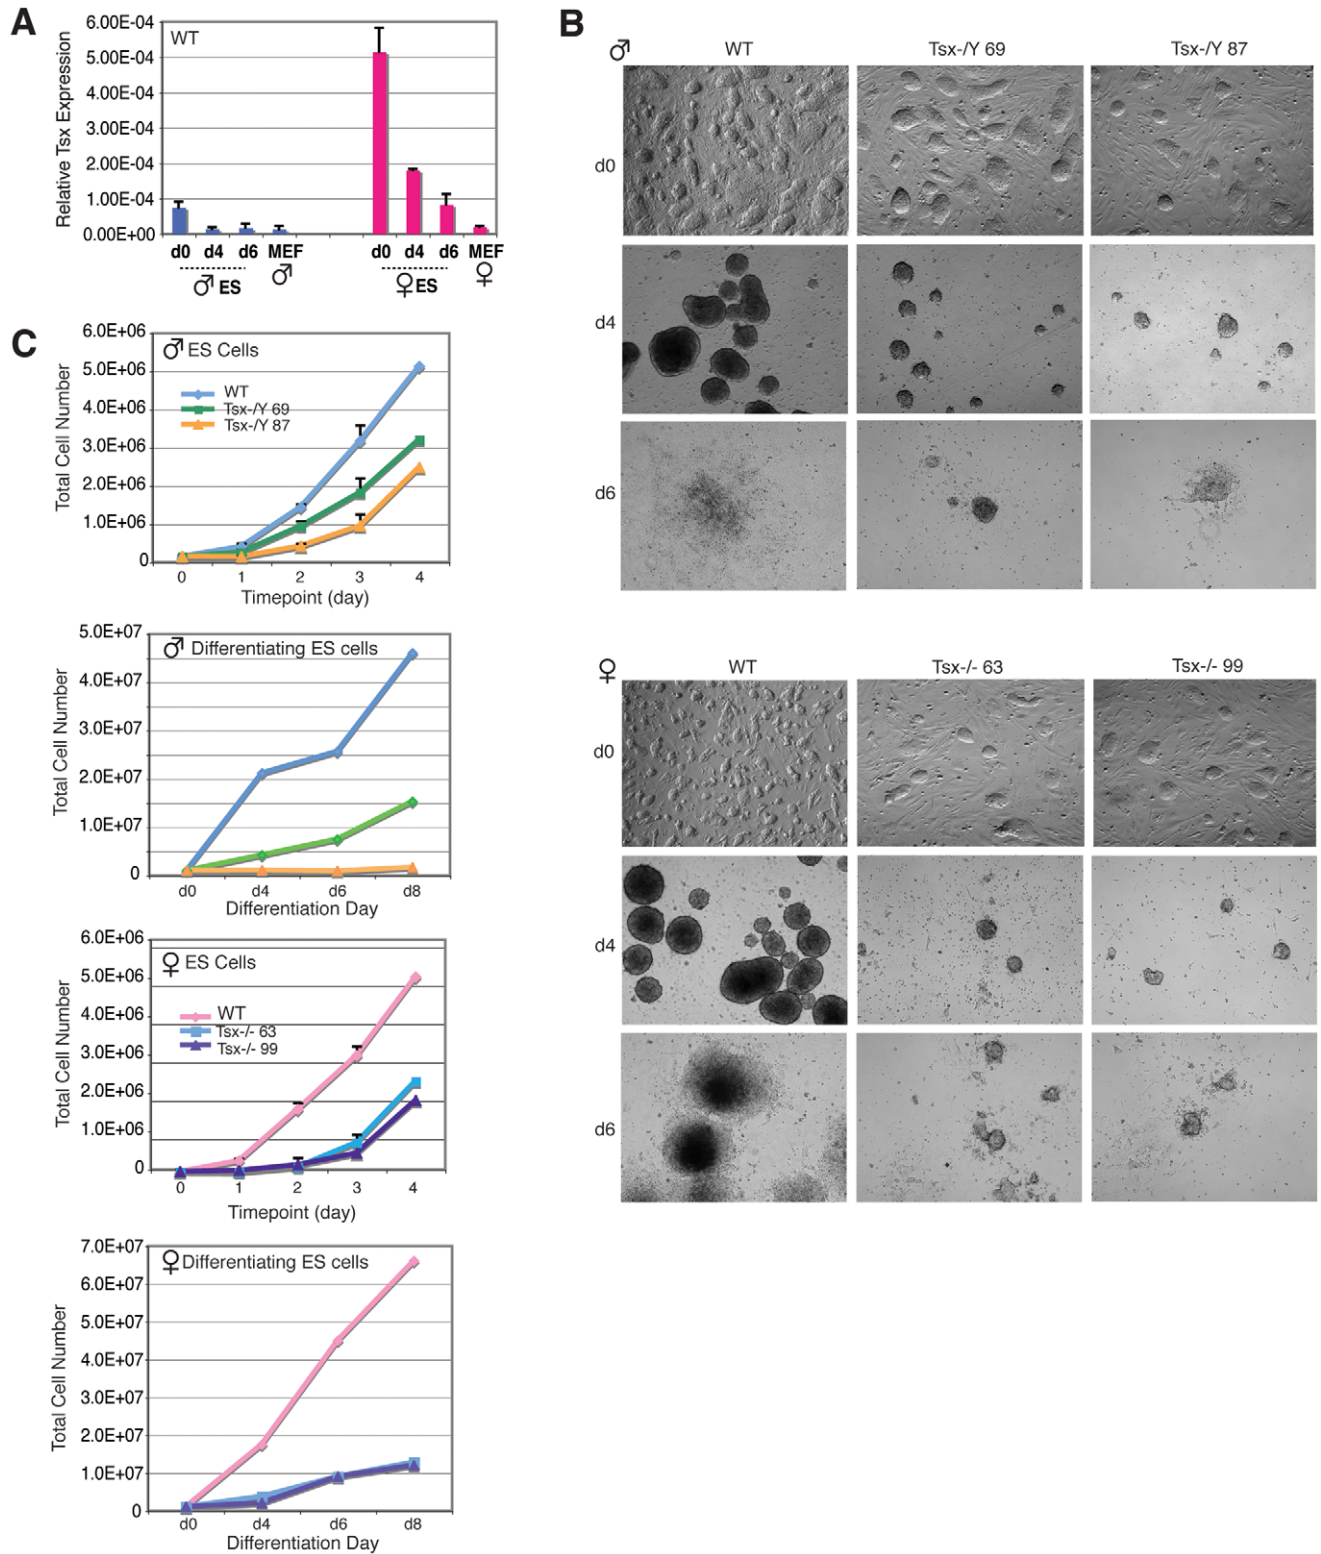 A
Relative Tsx Expression
6.00E-04
5.00E-04
4.00E-04
3.00E-04
2.00E-04
1.00E-04
0.00E+00
WT
d0 d4 d6 MEF d0 d4 d6 MEF
♂ ES ♂ ♀ ES ♀
B
♂ WT Tsx-/Y 69 Tsx-/Y 87
d0
d4
d6
♀ WT Tsx-/- 63 Tsx-/- 99
d0
d4
d6
C
Total Cell Number
6.0E+06
5.0E+06
4.0E+06
3.0E+06
2.0E+06
1.0E+06
0
♂ ES Cells
WT
Tsx-/Y 69
Tsx-/Y 87
0 1 2 3 4
Timepoint (day)
Total Cell Number
5.0E+07
4.0E+07
3.0E+07
2.0E+07
1.0E+07
0
♂ Differentiating ES cells
d0 d4 d6 d8
Differentiation Day
Total Cell Number
6.0E+06
5.0E+06
4.0E+06
3.0E+06
2.0E+06
1.0E+06
0
♀ ES Cells
WT
Tsx-/- 63
Tsx-/- 99
0 1 2 3 4
Timepoint (day)
Total Cell Number
7.0E+07
6.0E+07
5.0E+07
4.0E+07
3.0E+07
2.0E+07
1.0E+07
0
♀ Differentiating ES cells
d0 d4 d6 d8
Differentiation Day